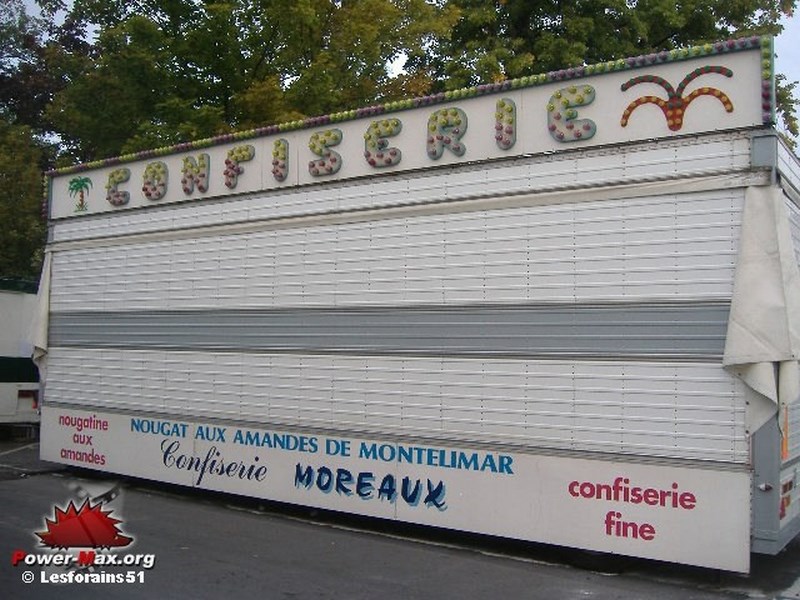 CONFISERIE
nougatine
aux
amandes
NOUGAT AUX AMANDES DE MONTELIMAR
Confiserie MOREAUX
confiserie
fine
Power-Max.org
© Lesforains51